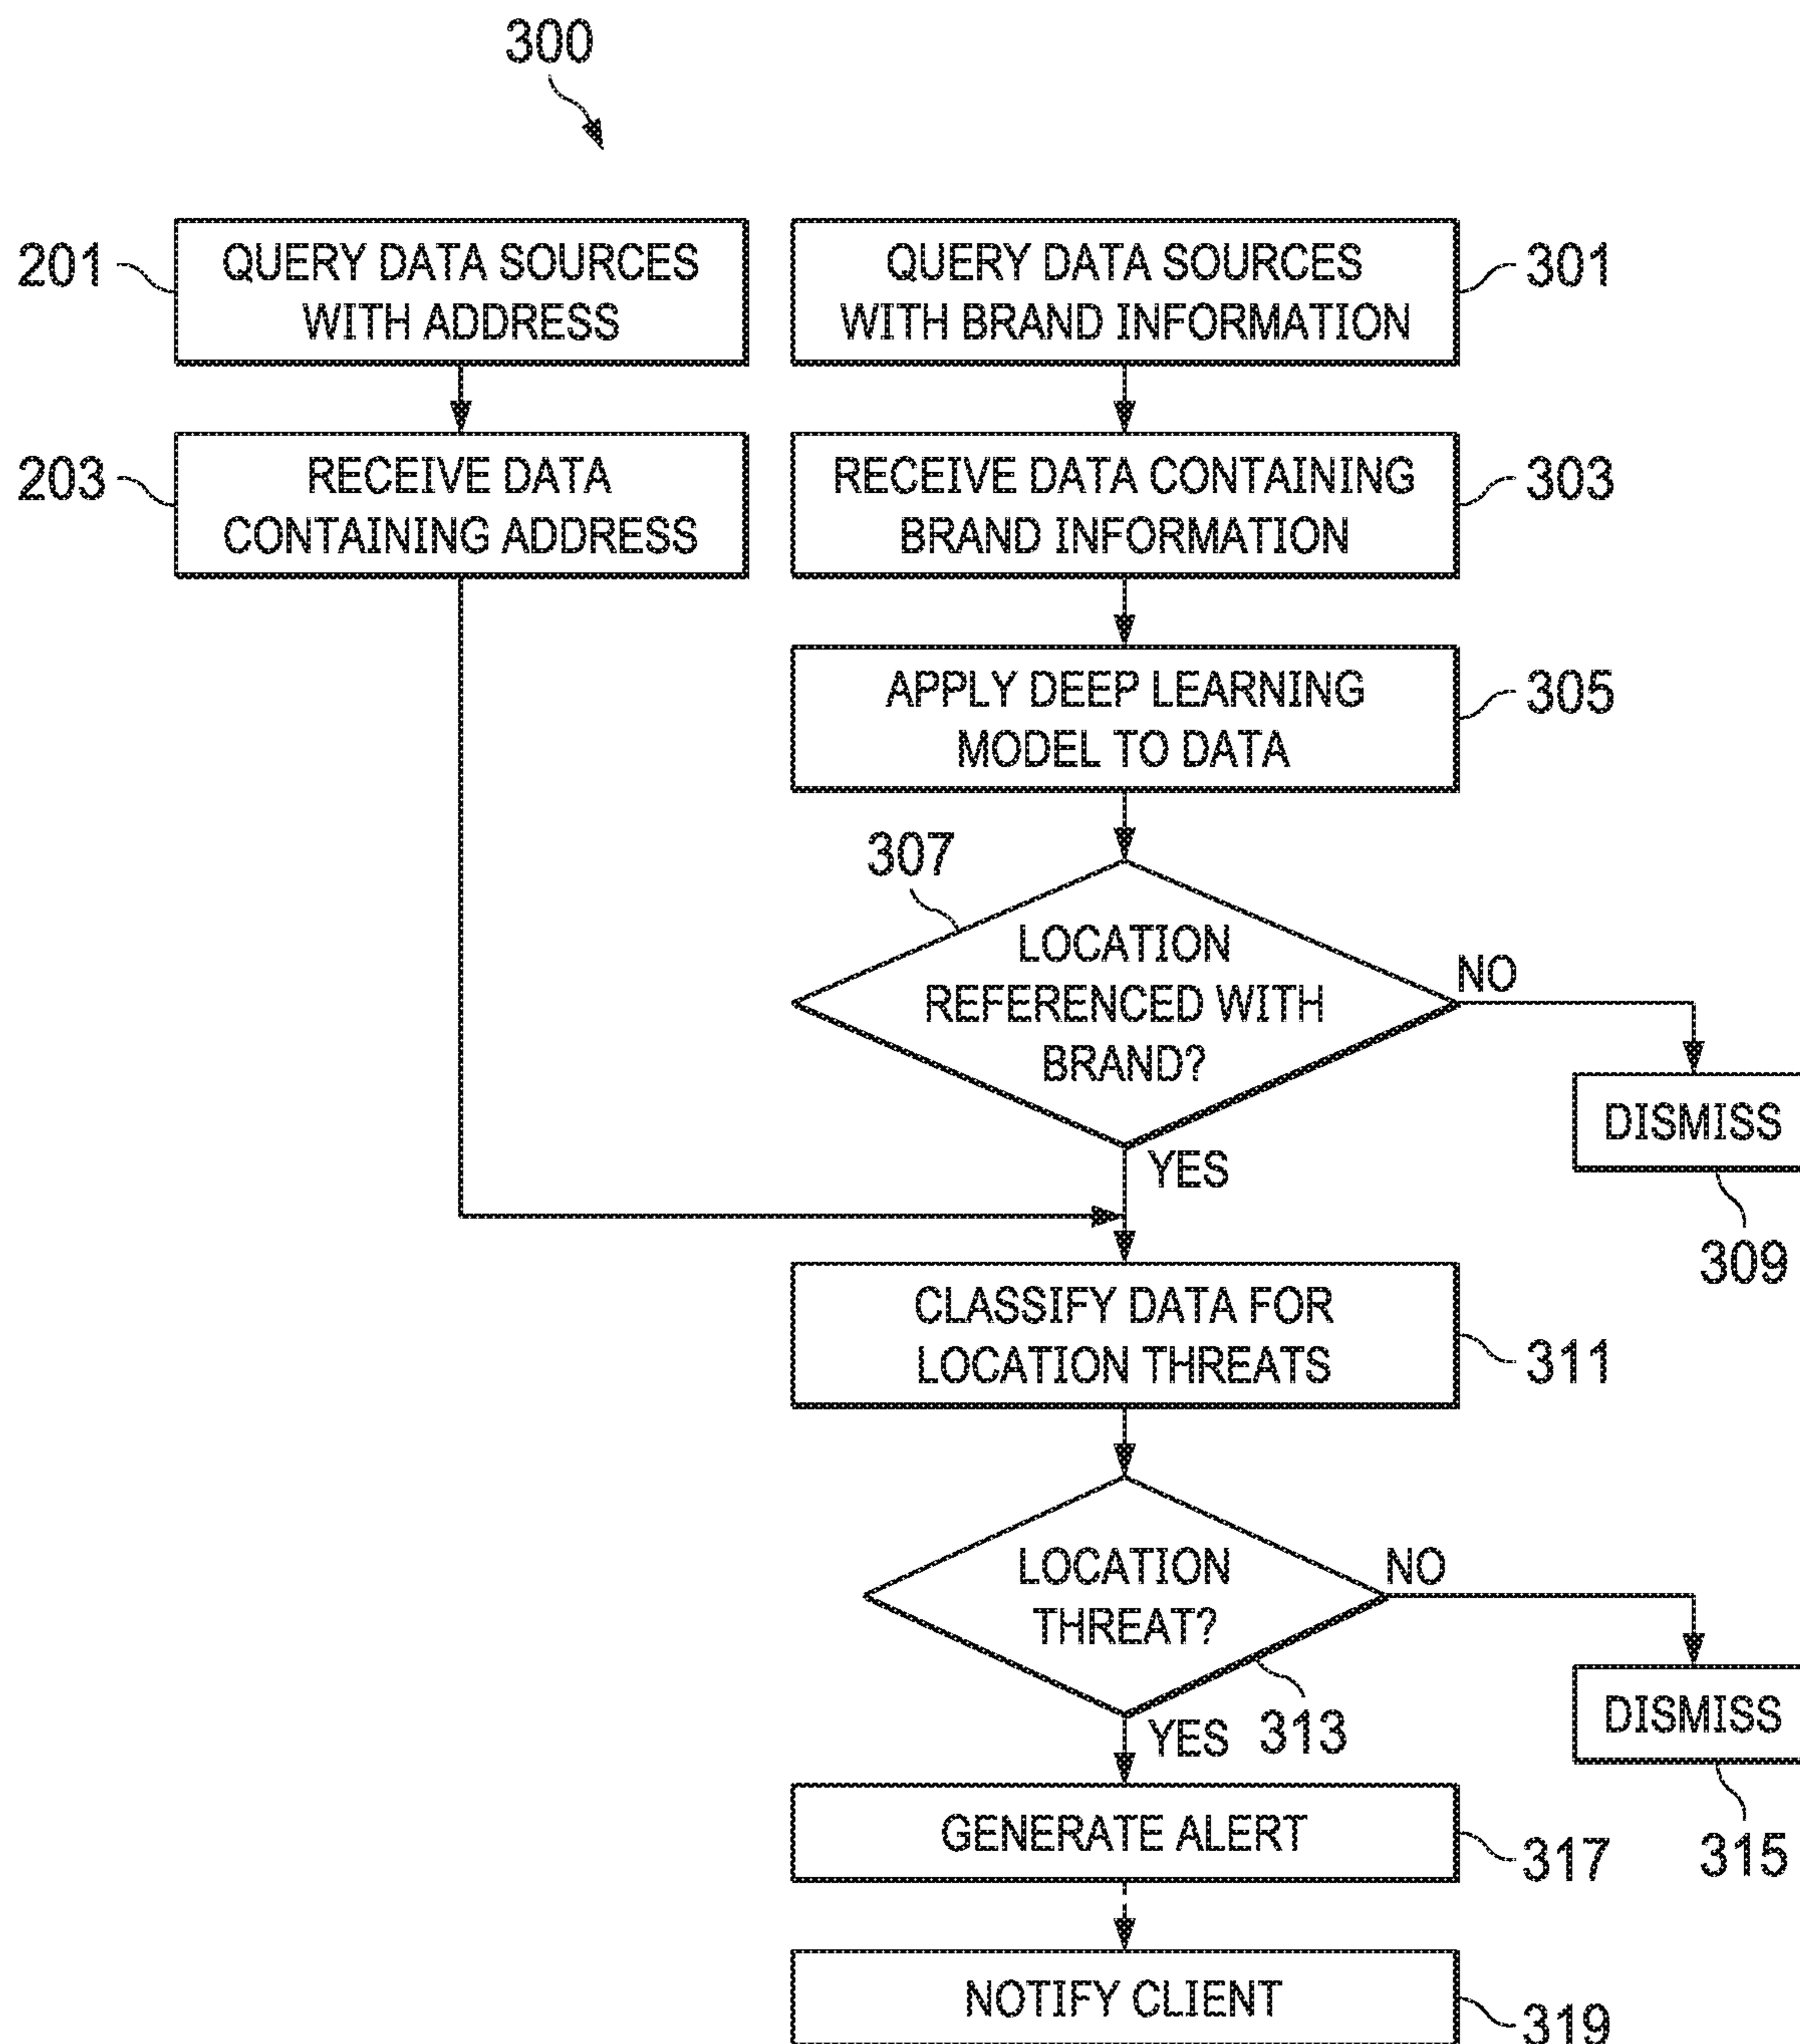 300
201
QUERY DATA SOURCES
WITH ADDRESS
QUERY DATA SOURCES
WITH BRAND INFORMATION
301
203
RECEIVE DATA
CONTAINING ADDRESS
RECEIVE DATA CONTAINING
BRAND INFORMATION
303
APPLY DEEP LEARNING
MODEL TO DATA
305
307
LOCATION
REFERENCED WITH
BRAND?
NO
DISMISS
309
YES
CLASSIFY DATA FOR
LOCATION THREATS
311
LOCATION
THREAT?
NO
313
DISMISS
315
YES
GENERATE ALERT
317
NOTIFY CLIENT
319